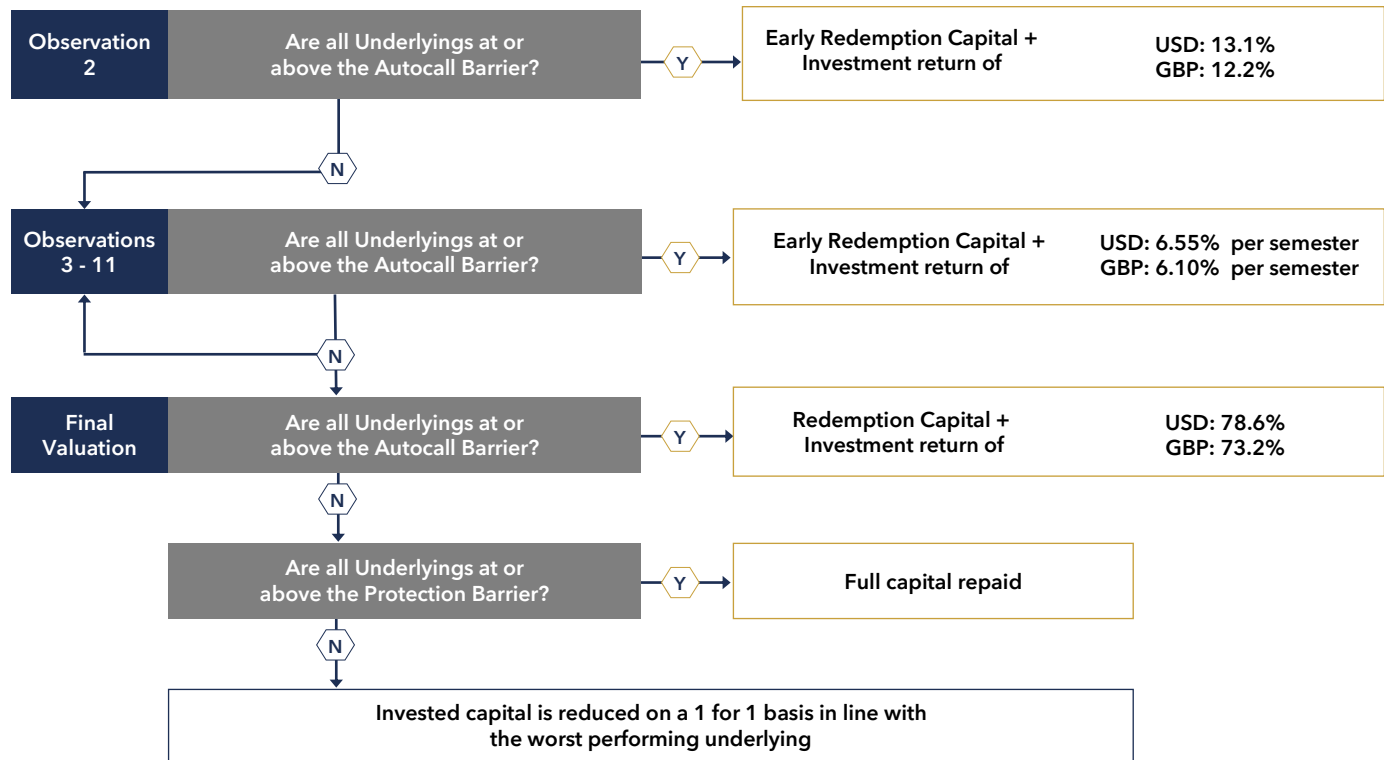 Observation
2
Are all Underlyings at or
above the Autocall Barrier?
Y
Early Redemption Capital +
Investment return of
USD: 13.1%
GBP: 12.2%
N
Observations
3 - 11
Are all Underlyings at or
above the Autocall Barrier?
Y
Early Redemption Capital +
Investment return of
USD: 6.55% per semester
GBP: 6.10% per semester
N
Final
Valuation
Are all Underlyings at or
above the Autocall Barrier?
Y
Redemption Capital +
Investment return of
USD: 78.6%
GBP: 73.2%
N
Are all Underlyings at or
above the Protection Barrier?
Y
Full capital repaid
N
Invested capital is reduced on a 1 for 1 basis in line with
the worst performing underlying